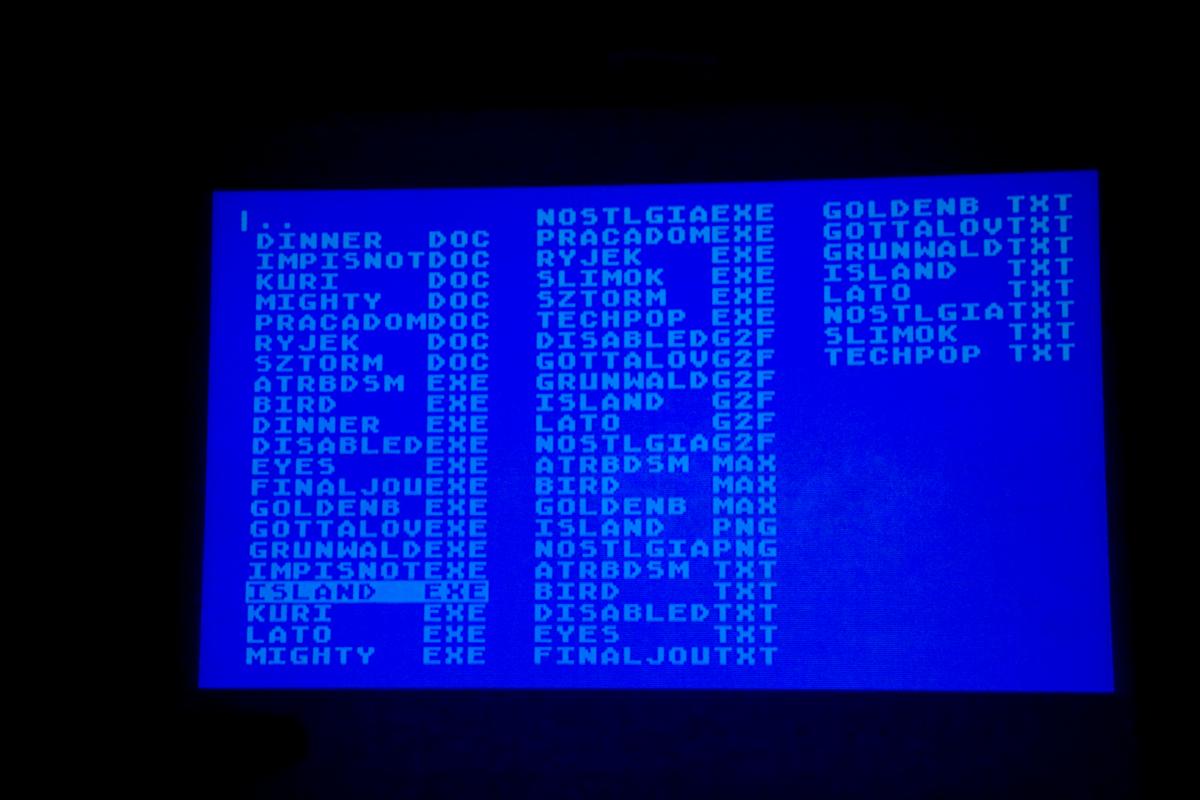 ..
DINNER DOC
IMPISNOTDOC
KURI DOC
MIGHTY DOC
PRACADOMDOC
RYJEK DOC
SZTORM DOC
ATRBDSM EXE
BIRD EXE
DINNER EXE
DISABLEDEXE
EYES EXE
FINALJOUEXE
GOLDENB EXE
GOTTALOVEXE
GRUNWALDEXE
IMPISNOTEXE
ISLAND EXE
KURI EXE
LATO EXE
MIGHTY EXE
NOSTLGIAEXE
PRACADOMEXE
RYJEK EXE
SLIMOK EXE
SZTORM EXE
TECHPOP EXE
DISABLEDG2F
GOTTALOVG2F
GRUNWALDG2F
ISLAND G2F
LATO G2F
NOSTLGIAG2F
ATRBDSM MAX
BIRD MAX
GOLDENB MAX
ISLAND PNG
NOSTLGIAPNG
ATRBDSM TXT
BIRD TXT
DISABLEDTXT
EYES TXT
FINALJOUTXT
GOLDENB TXT
GOTTALOVTXT
GRUNWALDTXT
ISLAND TXT
LATO TXT
NOSTLGIATXT
SLIMOK TXT
TECHPOP TXT